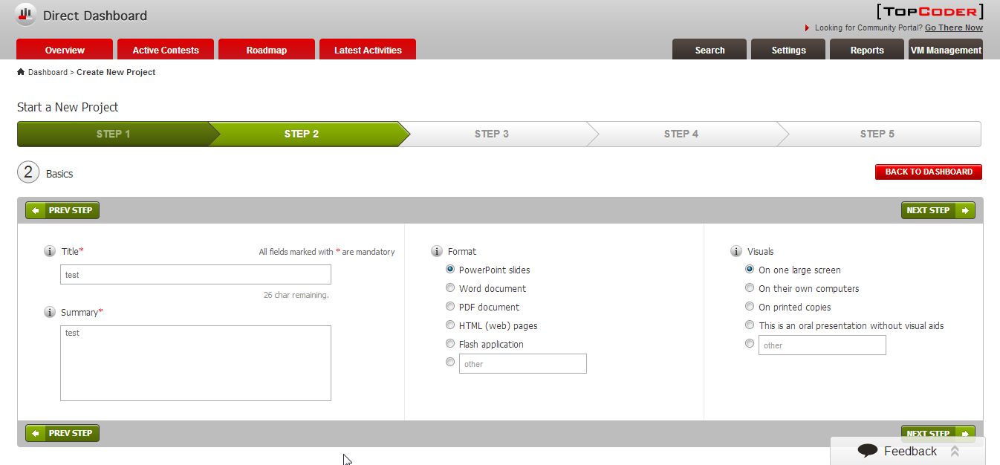 Direct Dashboard
[TOPCODER]
Looking for Community Portal? Go There Now
Overview Active Contests Roadmap Latest Activities Search Settings Reports VM Management
Dashboard > Create New Project
Start a New Project
STEP 1 STEP 2 STEP 3 STEP 4 STEP 5
2 Basics BACK TO DASHBOARD
PREV STEP NEXT STEP
i Title* All fields marked with * are mandatory
test
26 char remaining.
i Summary*
test
i Format
PowerPoint slides
Word document
PDF document
HTML (web) pages
Flash application
other
i Visuals
On one large screen
On their own computers
On printed copies
This is an oral presentation without visual aids
other
PREV STEP NEXT STEP
Feedback